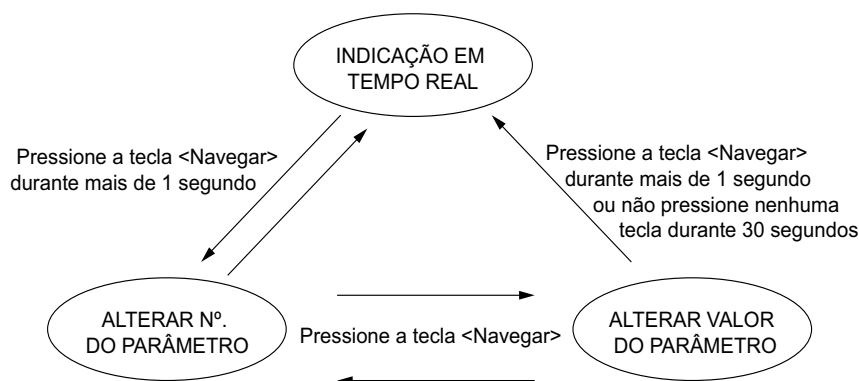 INDICAÇÃO EM
TEMPO REAL
Pressione a tecla <Navegar>
durante mais de 1 segundo
Pressione a tecla <Navegar>
durante mais de 1 segundo
ou não pressione nenhuma
tecla durante 30 segundos
ALTERAR Nº.
DO PARÂMETRO
Pressione a tecla <Navegar>
ALTERAR VALOR
DO PARÂMETRO